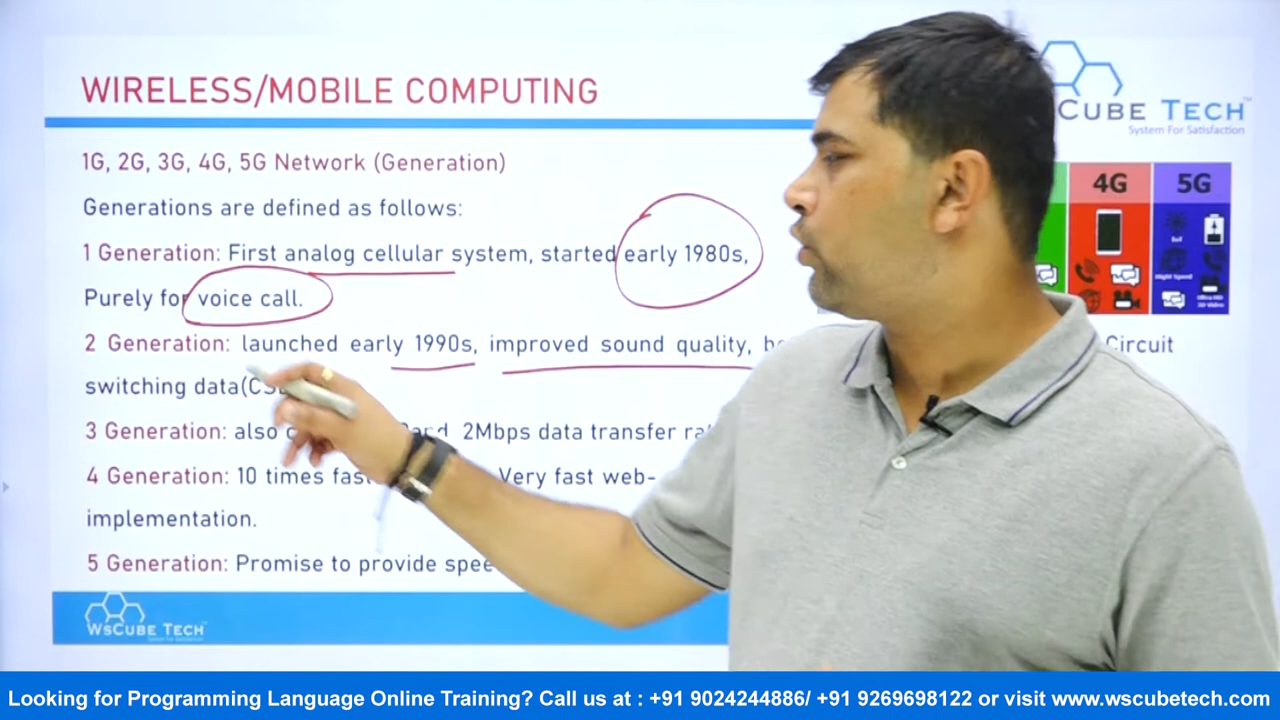 WIRELESS/MOBILE COMPUTING
CUBE TECH™
System For Satisfaction
1G, 2G, 3G, 4G, 5G Network (Generation)
4G 5G
Generations are defined as follows:
1 Generation: First analog cellular system, started early 1980s,
Purely for voice call.
2 Generation: launched early 1990s, improved sound quality, Circuit
switching data
3 Generation: also 2Mbps data transfer
4 Generation: 10 times Very fast web-
implementation.
5 Generation: Promise to provide
WSCUBE TECH
Looking for Programming Language Online Training? Call us at : +91 9024244886/ +91 9269698122 or visit www.wscubetech.com